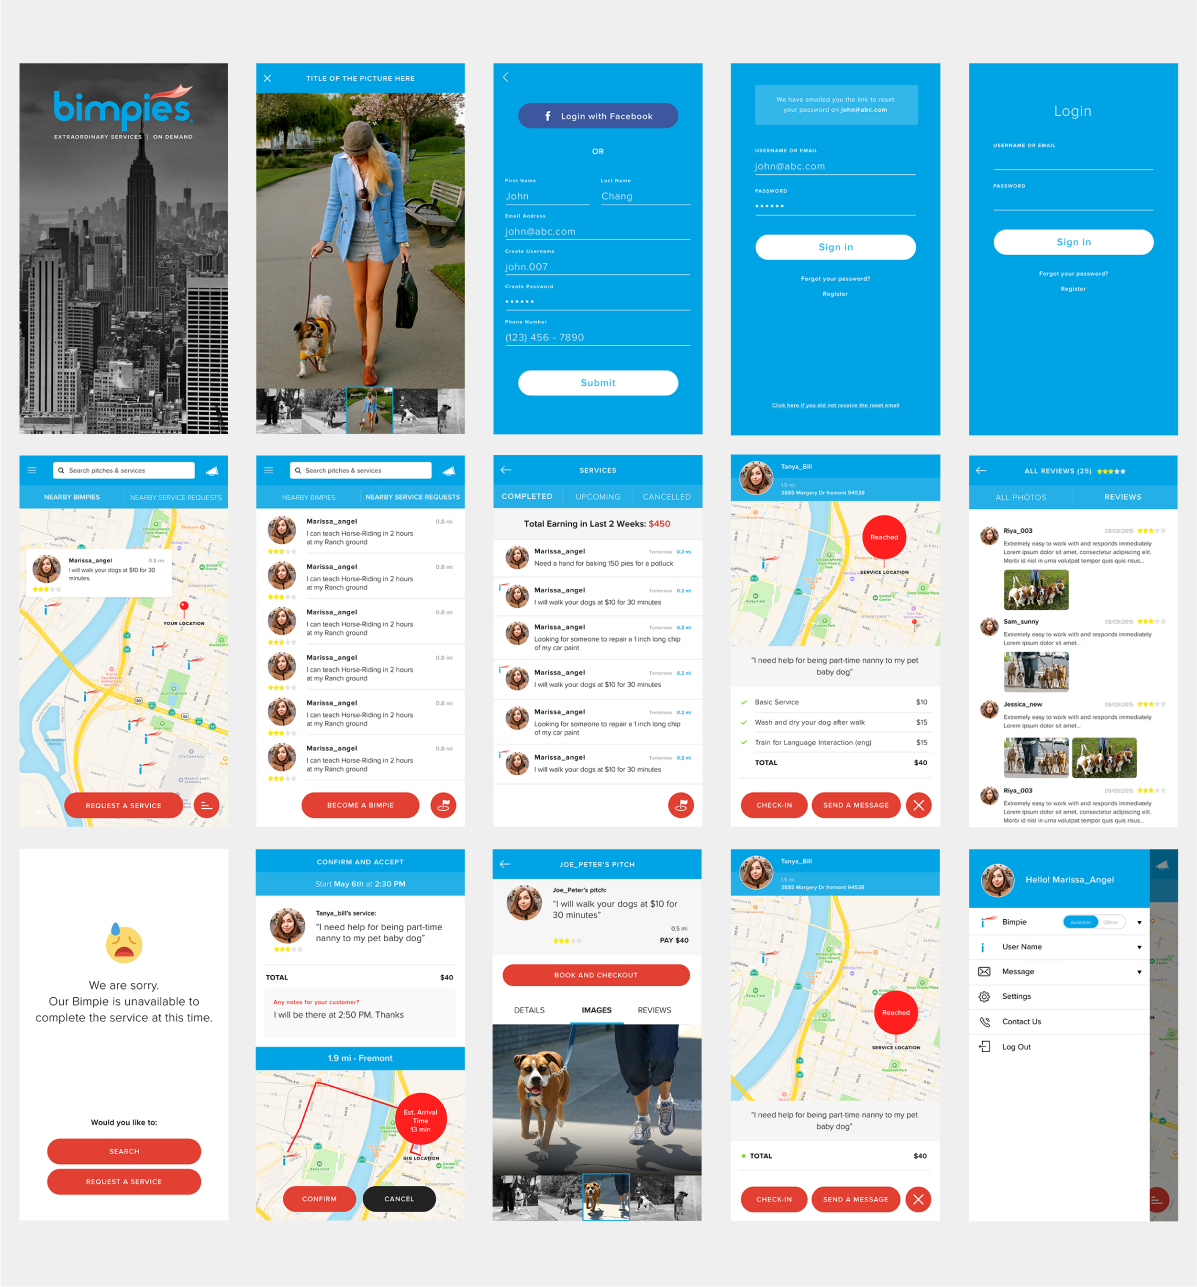 bimpies
EXTRAORDINARY SERVICES | ON DEMAND
TITLE OF THE PICTURE HERE
Login with Facebook
OR
First Name
Last Name
John
Chang
Email Address
john@abc.com
Create Username
john.007
Create Password
Phone Number
(123) 456 - 7890
Submit
We have emailed you the link to reset
your password on john@abc.com
USERNAME OR EMAIL
john@abc.com
PASSWORD
Sign in
Forgot your password?
Register
Click here if you did not receive the reset email
Login
USERNAME OR EMAIL
PASSWORD
Sign in
Forgot your password?
Register
Search pitches & services
NEARBY BIMPIES
NEARBY SERVICE REQUESTS
Marissa_angel
0.8 mi
I will walk your dogs at $10 for 30
minutes.
YOUR LOCATION
REQUEST A SERVICE
Search pitches & services
NEARBY BIMPIES
NEARBY SERVICE REQUESTS
Marissa_angel
0.8 mi
I can teach Horse-Riding in 2 hours
at my Ranch ground
Marissa_angel
0.8 mi
I can teach Horse-Riding in 2 hours
at my Ranch ground
Marissa_angel
0.8 mi
I can teach Horse-Riding in 2 hours
at my Ranch ground
Marissa_angel
0.8 mi
I can teach Horse-Riding in 2 hours
at my Ranch ground
Marissa_angel
0.8 mi
I can teach Horse-Riding in 2 hours
at my Ranch ground
Marissa_angel
0.8 mi
I can teach Horse-Riding in 2 hours
at my Ranch ground
BECOME A BIMPIE
SERVICES
COMPLETED
UPCOMING
CANCELLED
Total Earning in Last 2 Weeks: $450
Marissa_angel
Tomorrow 0.2 mi
Need a hand for baking 150 pies for a potluck
Marissa_angel
Tomorrow 0.2 mi
I will walk your dogs at $10 for 30 minutes
Marissa_angel
Tomorrow 0.2 mi
Looking for someone to repair a 1 inch long chip
of my car paint
Marissa_angel
Tomorrow 0.2 mi
I will walk your dogs at $10 for 30 minutes
Marissa_angel
Tomorrow 0.2 mi
Looking for someone to repair a 1 inch long chip
of my car paint
Marissa_angel
Tomorrow 0.2 mi
I will walk your dogs at $10 for 30 minutes
Tanya_Bill
1.9 mi
3885 Margery Dr fremont 94538
Reached
SERVICE LOCATION
"I need help for being part-time nanny to my pet
baby dog"
Basic Service
$10
Wash and dry your dog after walk
$15
Train for Language Interaction (eng)
$15
TOTAL
$40
CHECK-IN
SEND A MESSAGE
ALL REVIEWS (25)
ALL PHOTOS
REVIEWS
Riya_003
09/09/2015
Extremely easy to work with and responds immediately
Lorem ipsum dolor sit amet, consectetur adipiscing elit.
Morbi id nisl in urna volutpat tempor quis quis risus...
Sam_sunny
09/09/2015
Extremely easy to work with and responds immediately
Lorem ipsum dolor sit amet...
Jessica_new
09/09/2015
Extremely easy to work with and responds immediately
Lorem ipsum dolor sit amet...
Riya_003
09/09/2015
Extremely easy to work with and responds immediately
Lorem ipsum dolor sit amet, consectetur adipiscing elit.
Morbi id nisl in urna volutpat tempor quis quis risus...
We are sorry.
Our Bimpie is unavailable to
complete the service at this time.
Would you like to:
SEARCH
REQUEST A SERVICE
CONFIRM AND ACCEPT
Start May 6th at 2:30 PM
Tanya_bill's service:
"I need help for being part-time
nanny to my pet baby dog"
TOTAL
$40
Any notes for your customer?
I will be there at 2:50 PM. Thanks
1.9 mi - Fremont
Est. Arrival
Time
13 min
GIG LOCATION
CONFIRM
CANCEL
JOE_PETER'S PITCH
Joe_Peter's pitch:
"I will walk your dogs at $10 for
30 minutes"
0.5 mi
PAY $40
BOOK AND CHECKOUT
DETAILS
IMAGES
REVIEWS
Tanya_Bill
1.9 mi
3885 Margery Dr fremont 94538
Reached
SERVICE LOCATION
"I need help for being part-time nanny to my pet
baby dog"
TOTAL
$40
CHECK-IN
SEND A MESSAGE
Hello! Marissa_Angel
Bimpie
Available
Offline
User Name
Message
Settings
Contact Us
Log Out